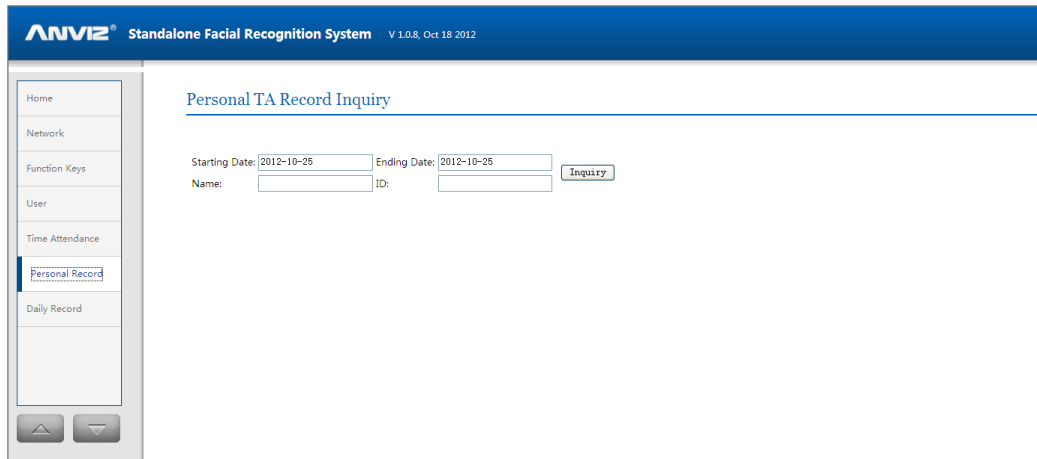 ANVIZ® Standalone Facial Recognition System V 1.0.8, Oct 18 2012
Home
Network
Function Keys
User
Time Attendance
Personal Record
Daily Record
Personal TA Record Inquiry
Starting Date: 2012-10-25 Ending Date: 2012-10-25
Inquiry
Name: ID: